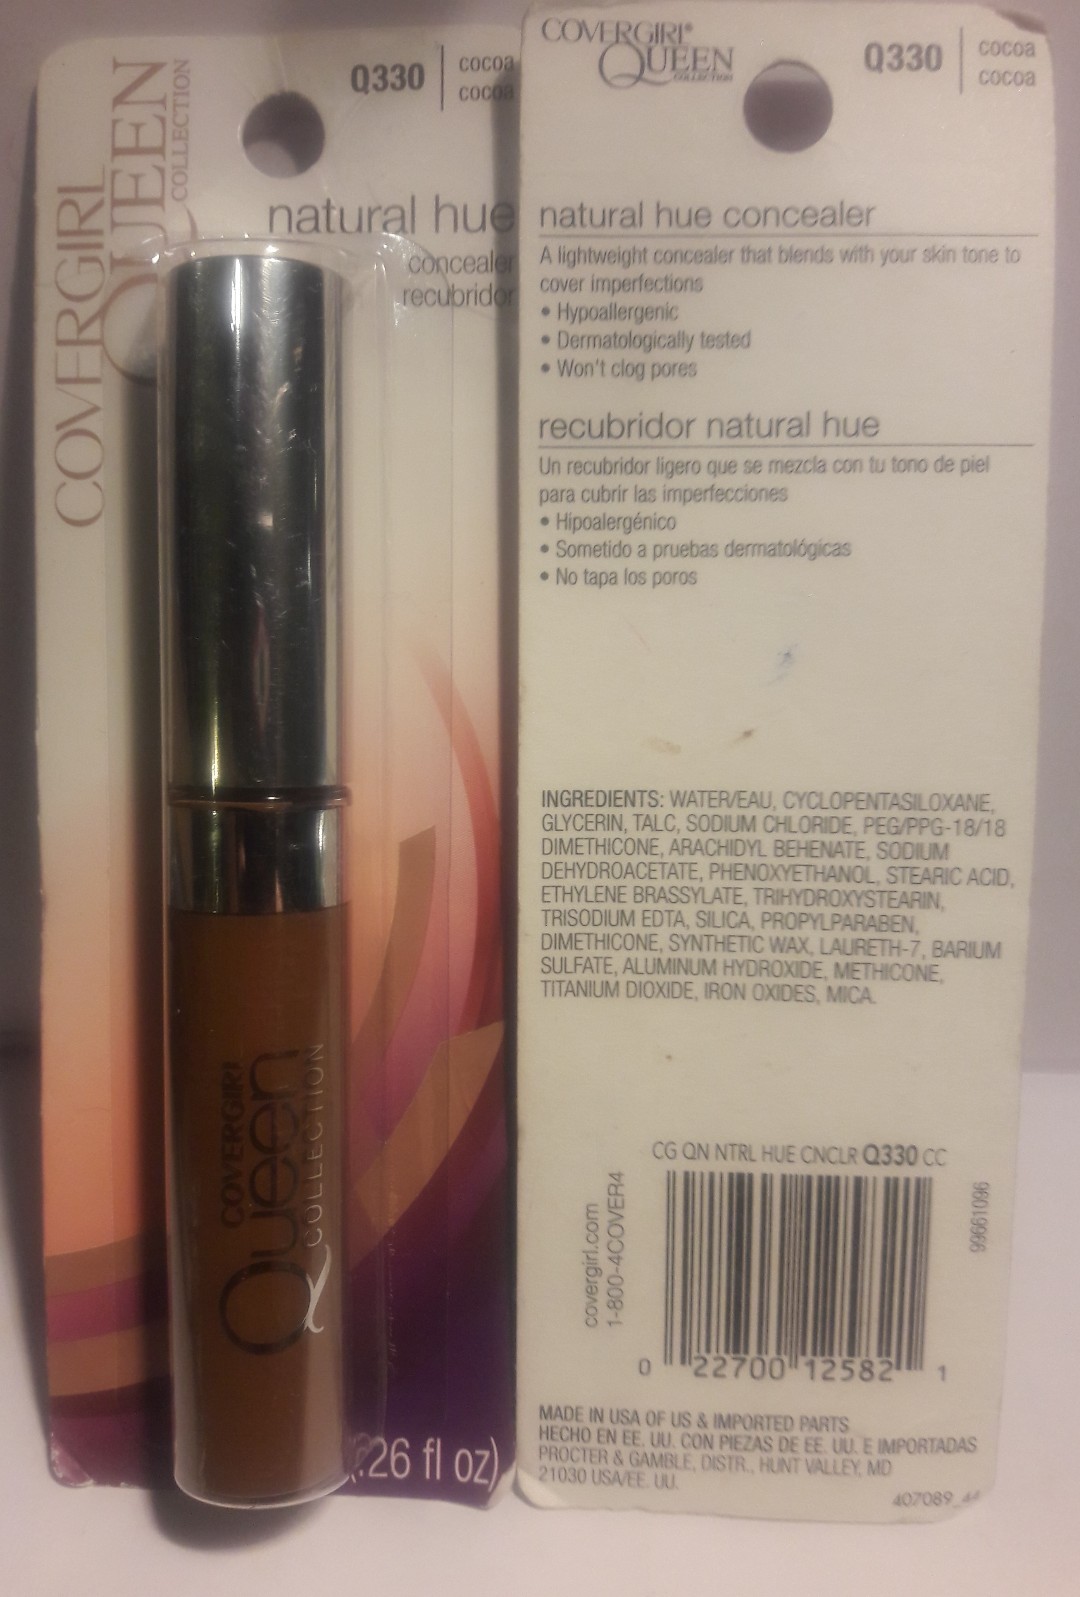 COVERGIRL
QUEEN
COLLECTION
Q330
cocoa
cocoa
natural hue
concealer
recubridor
COVERGIRL
Queen
COLLECTION
.26 fl oz)
COVERGIRL®
QUEEN
COLLECTION
Q330
cocoa
cocoa
natural hue concealer
A lightweight concealer that blends with your skin tone to
cover imperfections
• Hypoallergenic
• Dermatologically tested
• Won't clog pores
recubridor natural hue
Un recubridor ligero que se mezcla con tu tono de piel
para cubrir las imperfecciones
• Hipoalergénico
• Sometido a pruebas dermatológicas
• No tapa los poros
INGREDIENTS: WATER/EAU, CYCLOPENTASILOXANE,
GLYCERIN, TALC, SODIUM CHLORIDE, PEG/PPG-18/18
DIMETHICONE, ARACHIDYL BEHENATE, SODIUM
DEHYDROACETATE, PHENOXYETHANOL, STEARIC ACID,
ETHYLENE BRASSYLATE, TRIHYDROXYSTEARIN,
TRISODIUM EDTA, SILICA, PROPYLPARABEN,
DIMETHICONE, SYNTHETIC WAX, LAURETH-7, BARIUM
SULFATE, ALUMINUM HYDROXIDE, METHICONE,
TITANIUM DIOXIDE, IRON OXIDES, MICA.
CG QN NTRL HUE CNCLR Q330 CC
covergirl.com
1-800-4COVER4
99661096
0 22700 12582 1
MADE IN USA OF US & IMPORTED PARTS
HECHO EN EE. UU. CON PIEZAS DE EE. UU. E IMPORTADAS
PROCTER & GAMBLE, DISTR., HUNT VALLEY, MD
21030 USA/EE. UU.
407089_44